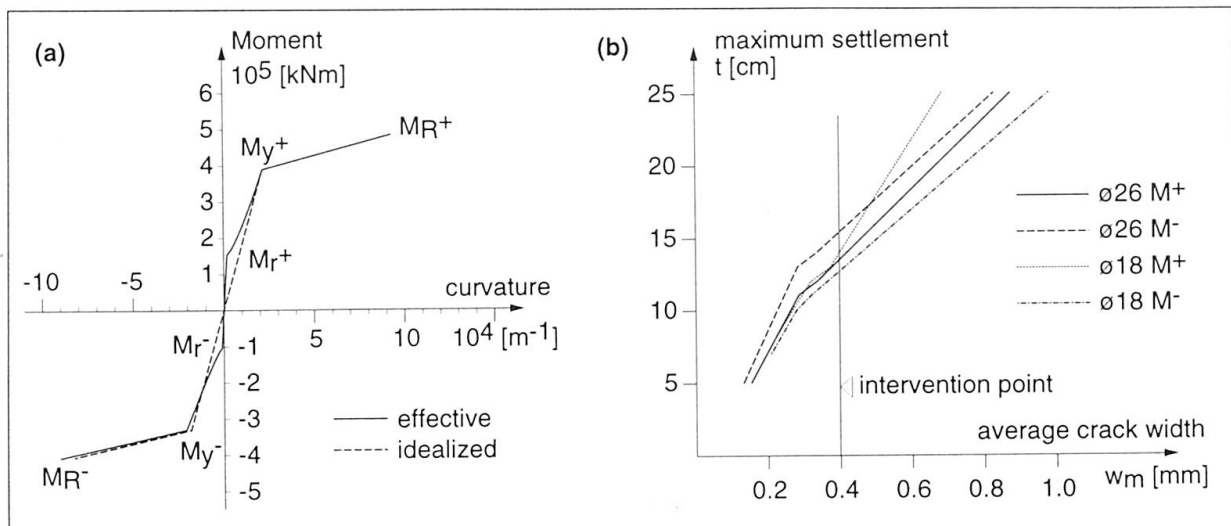 (a)
Moment
10⁵ [kNm]
6
5
4
3
2
1
My⁺
MR⁺
Mr⁺
-10
-5
curvature
5
10
10⁴ [m⁻¹]
Mr⁻
-1
-2
-3
-4
-5
My⁻
MR⁻
effective
idealized
(b)
maximum settlement
t [cm]
25
20
15
10
5
ø26 M⁺
ø26 M⁻
ø18 M⁺
ø18 M⁻
intervention point
average crack width
wm [mm]
0.2
0.4
0.6
0.8
1.0